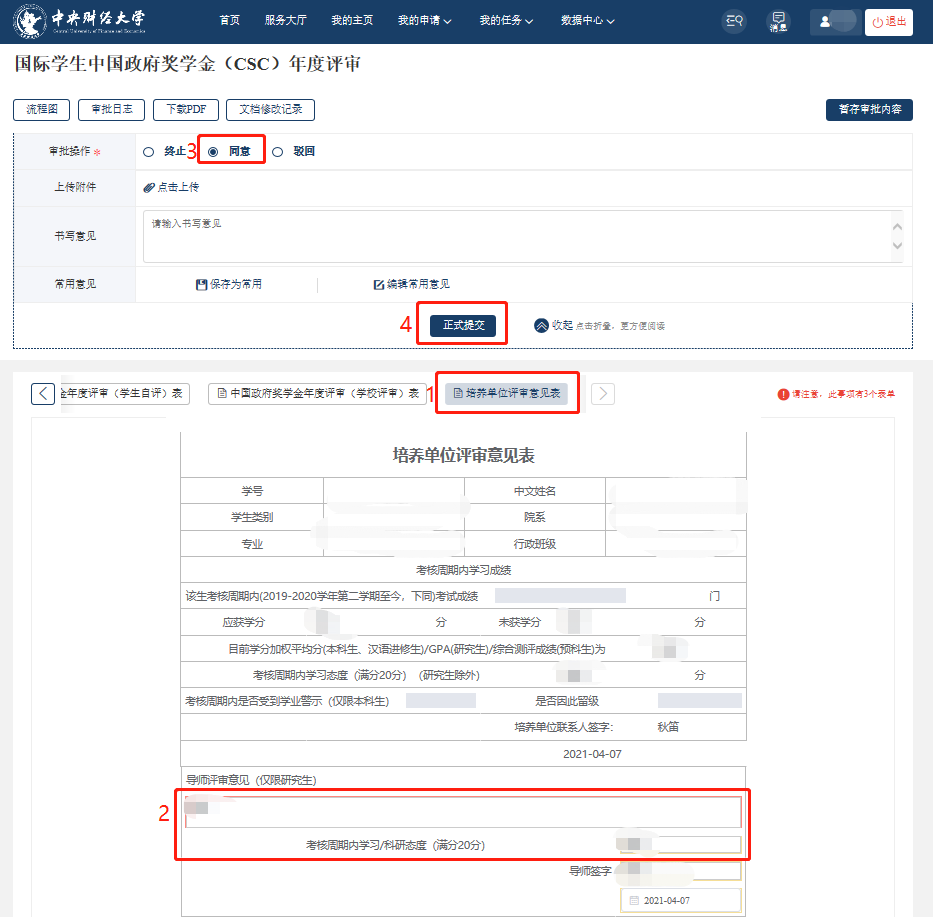 中央财经大学
Central University of Finance and Economics
首页 服务大厅 我的主页 我的申请 我的任务 数据中心 消息 退出
国际学生中国政府奖学金（CSC）年度评审
流程图 审批日志 下载PDF 文档修改记录 暂存审批内容
审批操作* 终止 3 同意 驳回
上传附件 点击上传
书写意见 请输入书写意见
常用意见 保存为常用 编辑常用意见
4 正式提交 收起 点击折叠，更方便阅读
金年度评审（学生自评）表 中国政府奖学金年度评审（学校评审）表 1 培养单位评审意见表 请注意，此事项有3个表单
培养单位评审意见表
学号 中文姓名
学生类别 院系
专业 行政班级
考核周期内学习成绩
该生考核周期内(2019-2020学年第二学期至今，下同)考试成绩 门
应获学分 分 未获学分 分
目前学分加权平均分(本科生、汉语进修生)/GPA(研究生)/综合测评成绩(预科生)为
考核周期内学习态度（满分20分）（研究生除外） 分
考核周期内是否受到学业警示（仅限本科生） 是否因此留级
培养单位联系人签字： 秋笛
2021-04-07
导师评审意见（仅限研究生）
2
考核周期内学习/科研态度（满分20分）
导师签字
2021-04-07